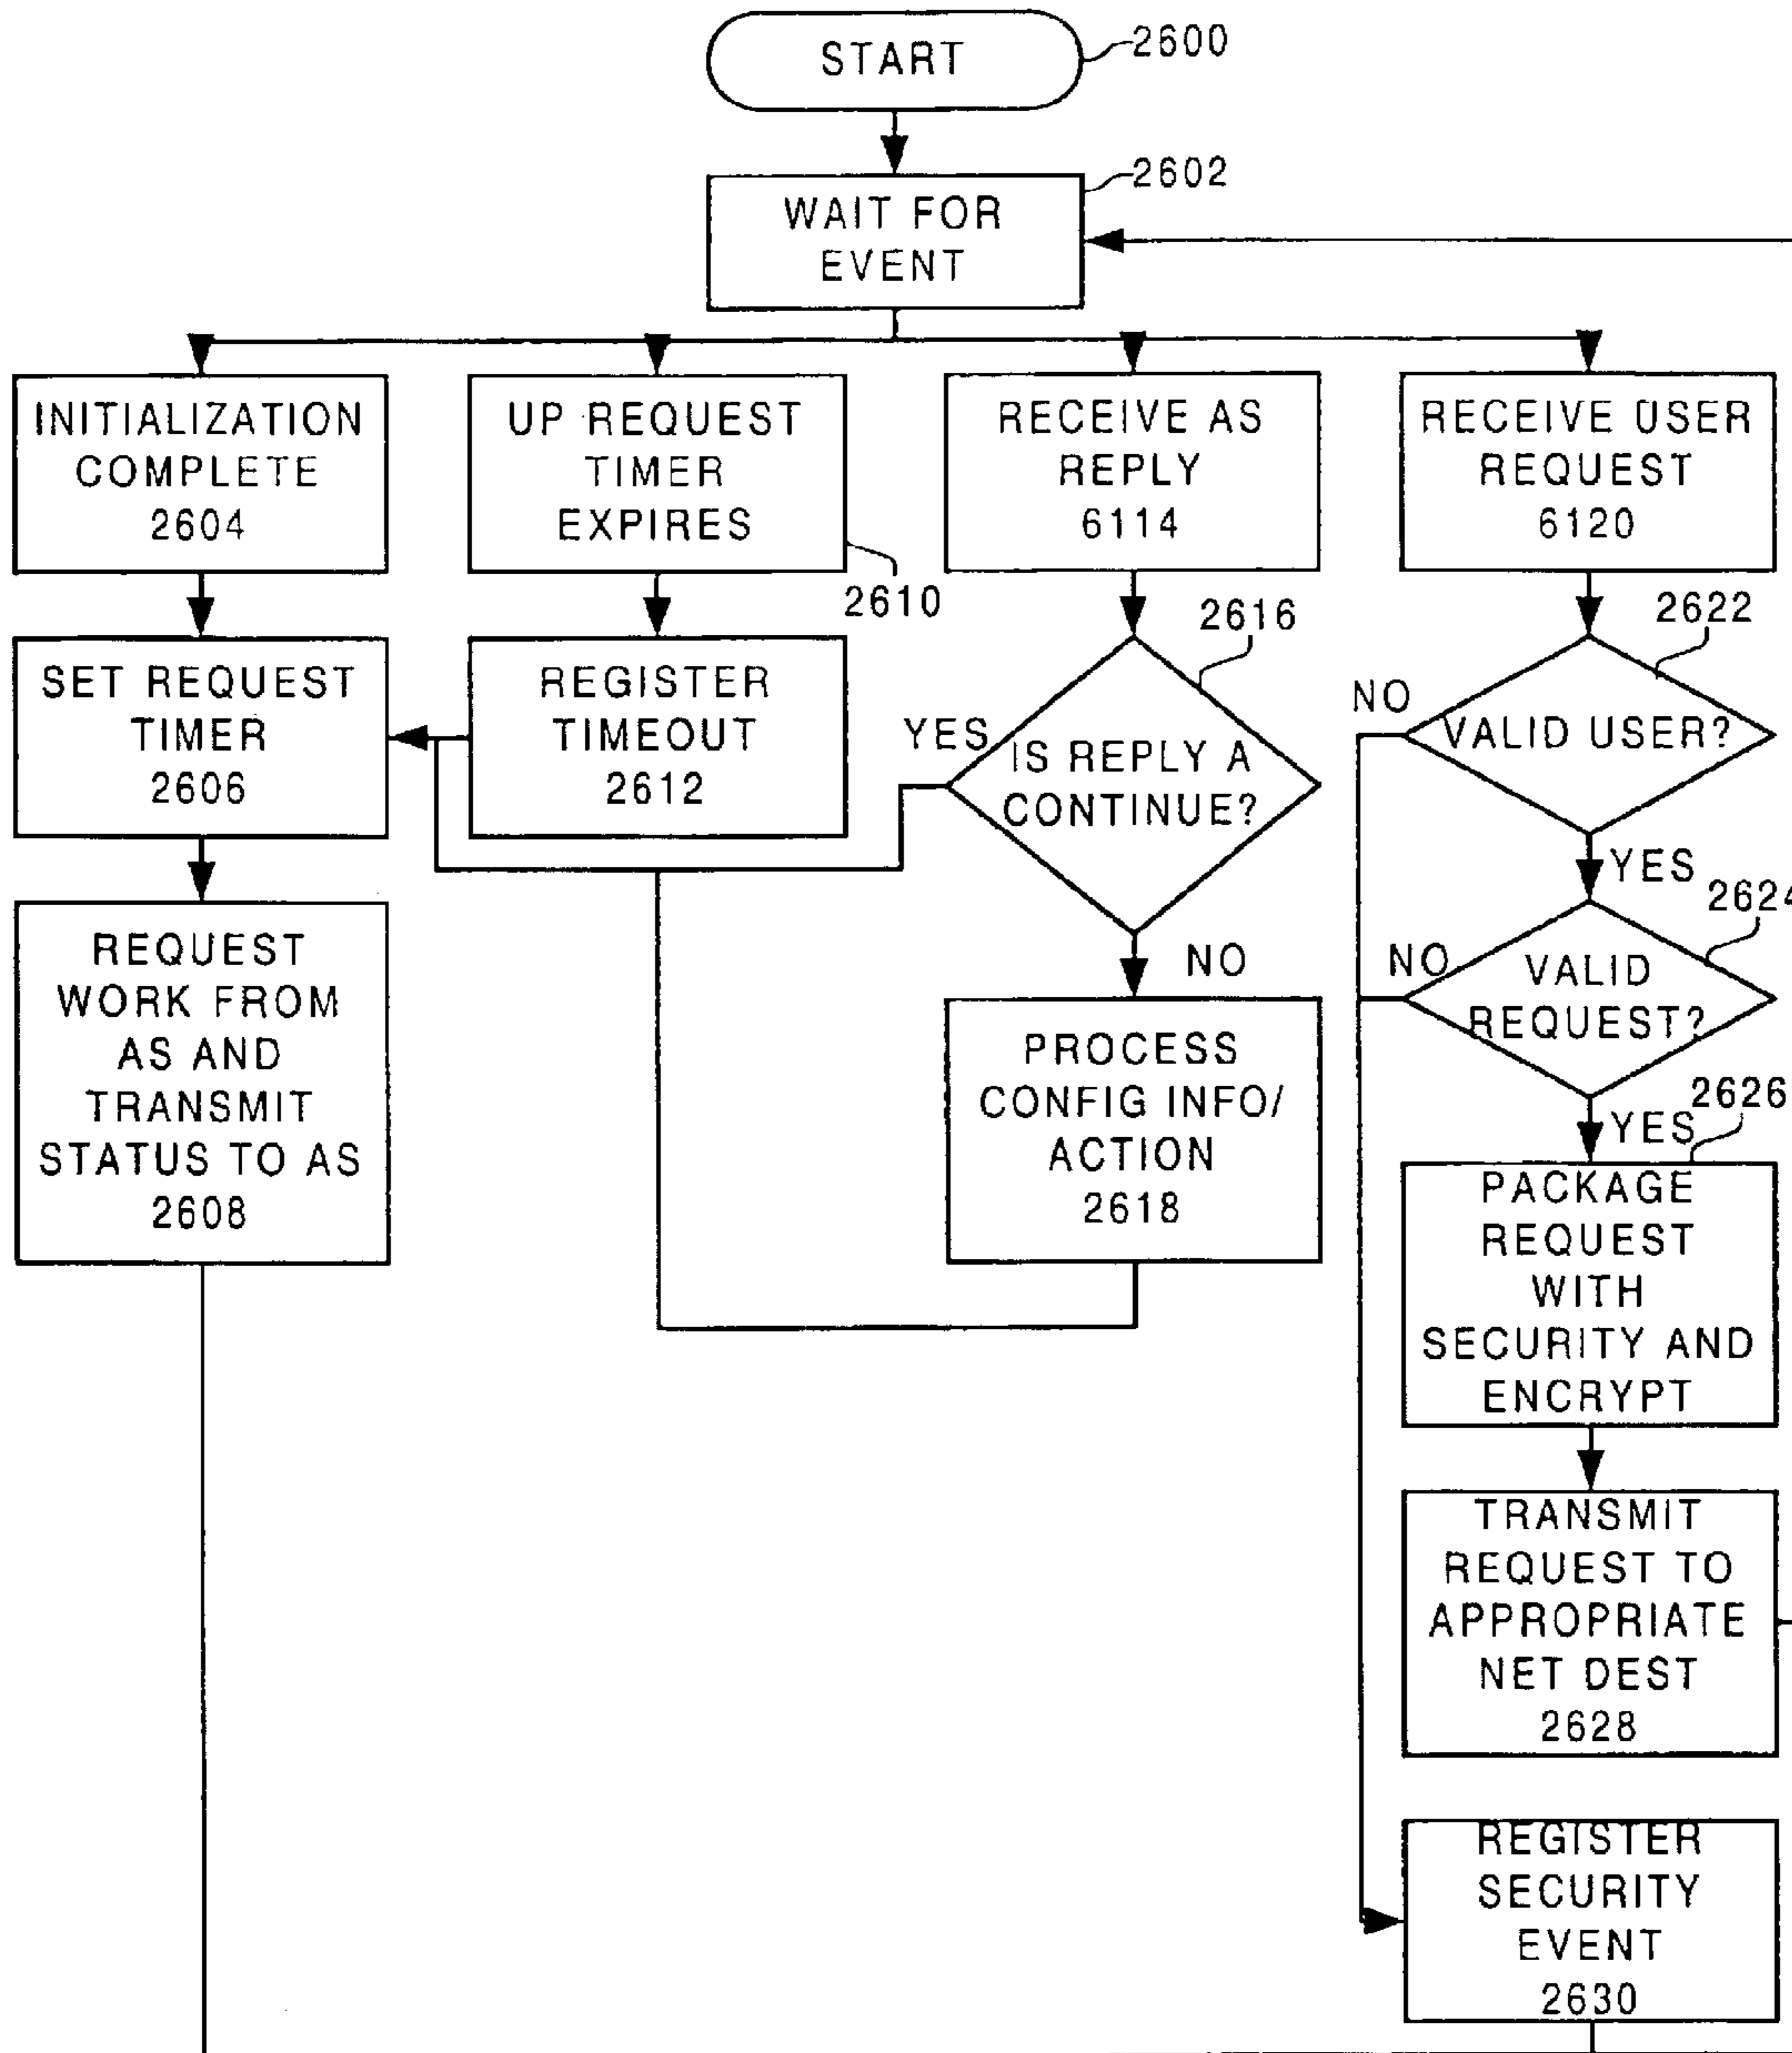 START
2600
WAIT FOR
EVENT
2602
INITIALIZATION
COMPLETE
2604
UP REQUEST
TIMER
EXPIRES
2610
RECEIVE AS
REPLY
6114
RECEIVE USER
REQUEST
6120
SET REQUEST
TIMER
2606
REGISTER
TIMEOUT
2612
2616
YES
IS REPLY A
CONTINUE?
NO
2622
NO
VALID USER?
YES
2624
NO
VALID
REQUEST?
YES
REQUEST
WORK FROM
AS AND
TRANSMIT
STATUS TO AS
2608
PROCESS
CONFIG INFO/
ACTION
2618
2626
PACKAGE
REQUEST
WITH
SECURITY AND
ENCRYPT
TRANSMIT
REQUEST TO
APPROPRIATE
NET DEST
2628
REGISTER
SECURITY
EVENT
2630